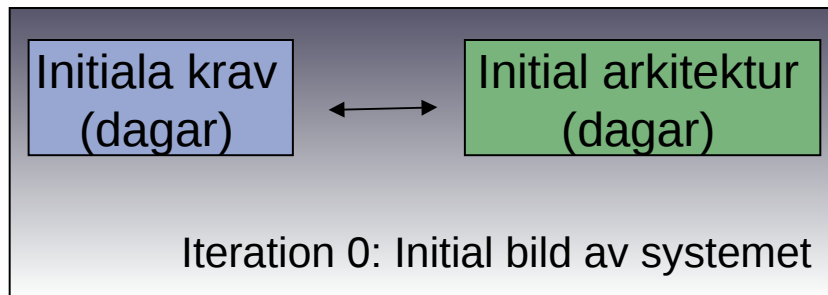 Initiala krav
(dagar)
Initial arkitektur
(dagar)
Iteration 0: Initial bild av systemet